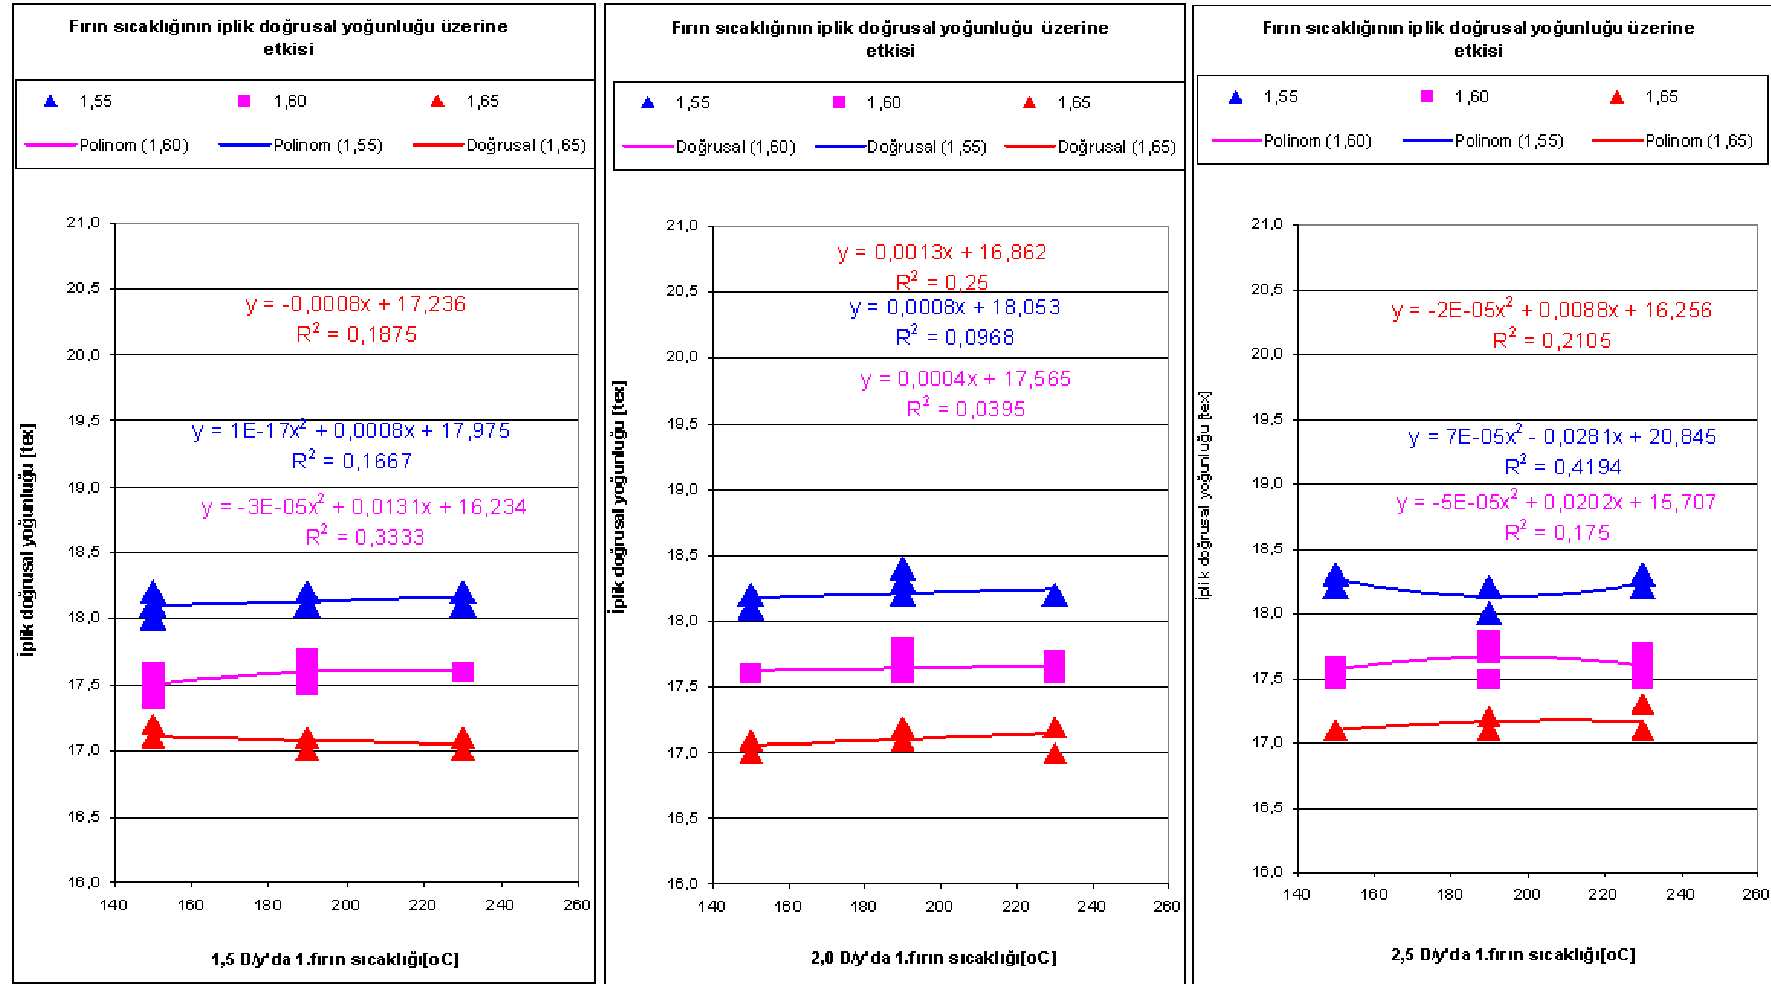 Fırın sıcaklığının iplik doğrusal yoğunluğu üzerine
etkisi
1,55 1,60 1,65
Polinom (1,60) Polinom (1,55) Doğrusal (1,65)
İplik doğrusal yoğunluğu [tex]
21,0
20,5
20,0
19,5
19,0
18,5
18,0
17,5
17,0
16,5
16,0
y = -0,0008x + 17,236
R² = 0,1875
y = 1E-17x² + 0,0008x + 17,975
R² = 0,1667
y = -3E-05x² + 0,0131x + 16,234
R² = 0,3333
140 160 180 200 220 240 260
1,5 D/y'da 1.fırın sıcaklığı[oC]
Fırın sıcaklığının iplik doğrusal yoğunluğu üzerine
etkisi
1,55 1,60 1,65
Doğrusal (1,60) Doğrusal (1,55) Doğrusal (1,65)
İplik doğrusal yoğunluğu [tex]
21,0
20,5
20,0
19,5
19,0
18,5
18,0
17,5
17,0
16,5
16,0
y = 0,0013x + 16,862
R² = 0,25
y = 0,0008x + 18,053
R² = 0,0968
y = 0,0004x + 17,565
R² = 0,0395
140 160 180 200 220 240 260
2,0 D/y'da 1.fırın sıcaklığı[oC]
Fırın sıcaklığının iplik doğrusal yoğunluğu üzerine
etkisi
1,55 1,60 1,65
Polinom (1,60) Polinom (1,55) Polinom (1,65)
İplik doğrusal yoğunluğu [tex]
21,0
20,5
20,0
19,5
19,0
18,5
18,0
17,5
17,0
16,5
16,0
y = -2E-05x² + 0,0088x + 16,256
R² = 0,2105
y = 7E-05x² - 0,0281x + 20,845
R² = 0,4194
y = -5E-05x² + 0,0202x + 15,707
R² = 0,175
140 160 180 200 220 240 260
2,5 D/y'da 1.fırın sıcaklığı[oC]